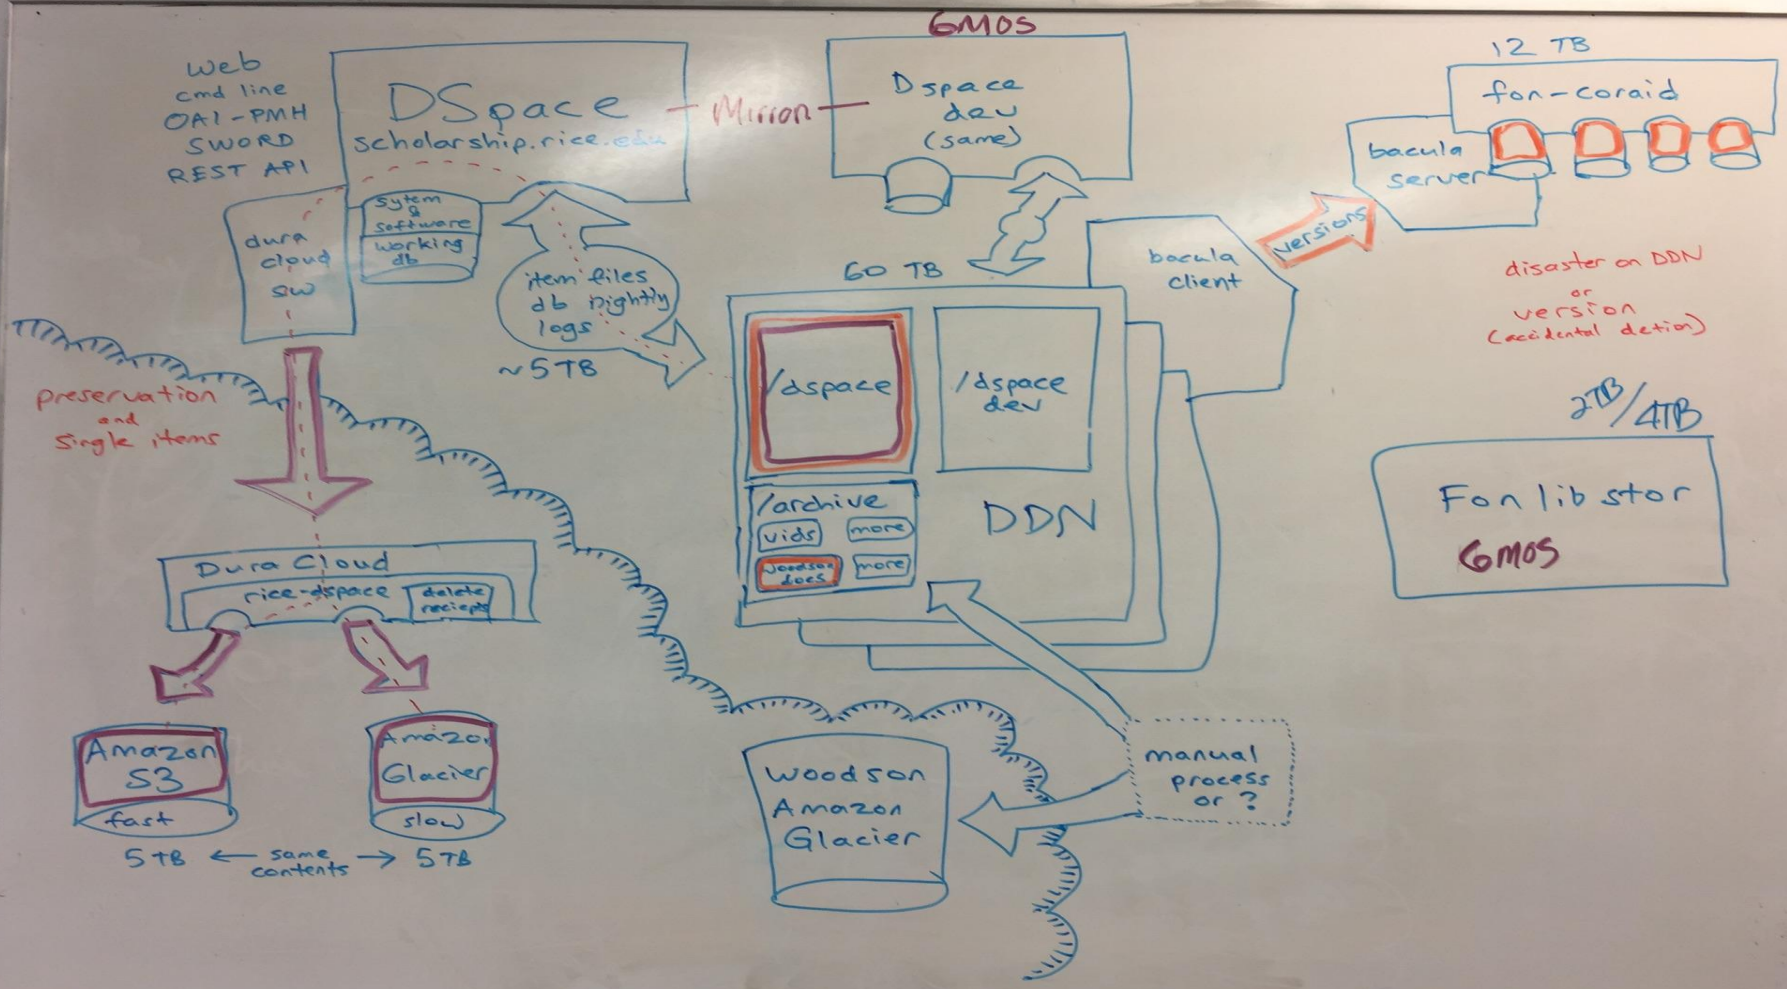 6MOS
web
cmd line
OAI-PMH
SWORD
REST API
DSpace
scholarship.rice.edu
Mirror
Dspace
dev
(same)
12 TB
fon-coraid
bacula
server
versions
bacula
client
disaster on DDN
or
version
(accidental detion)
dura
cloud
sw
sytem
&
software
working
db
item files
db nightly
logs
~5TB
60 TB
/dspace
/dspace
dev
/archive
vids
more
woodson
docs
more
DDN
2TB/4TB
Fon lib stor
6MOS
preservation
and
single items
Dura Cloud
rice-dspace
delete
reciepts
Amazon
S3
fast
Amazon
Glacier
slow
5TB ← same contents → 5TB
woodson
Amazon
Glacier
manual
process
or ?